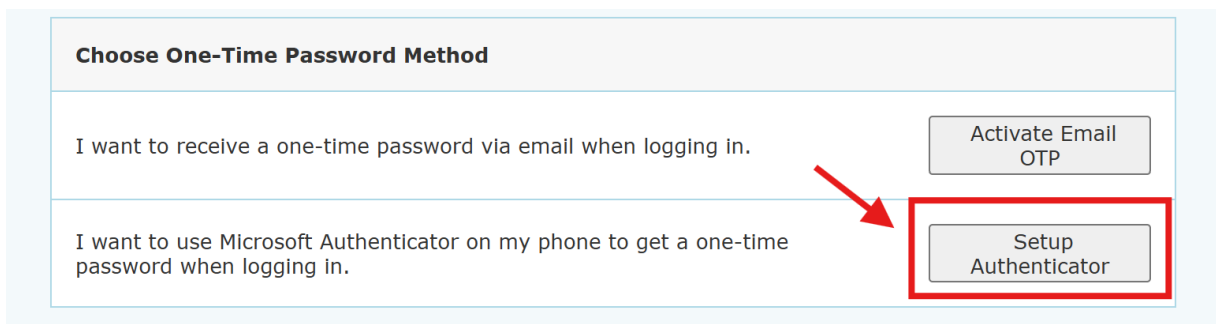 Choose One-Time Password Method
I want to receive a one-time password via email when logging in.
Activate Email
OTP
I want to use Microsoft Authenticator on my phone to get a one-time
password when logging in.
Setup
Authenticator